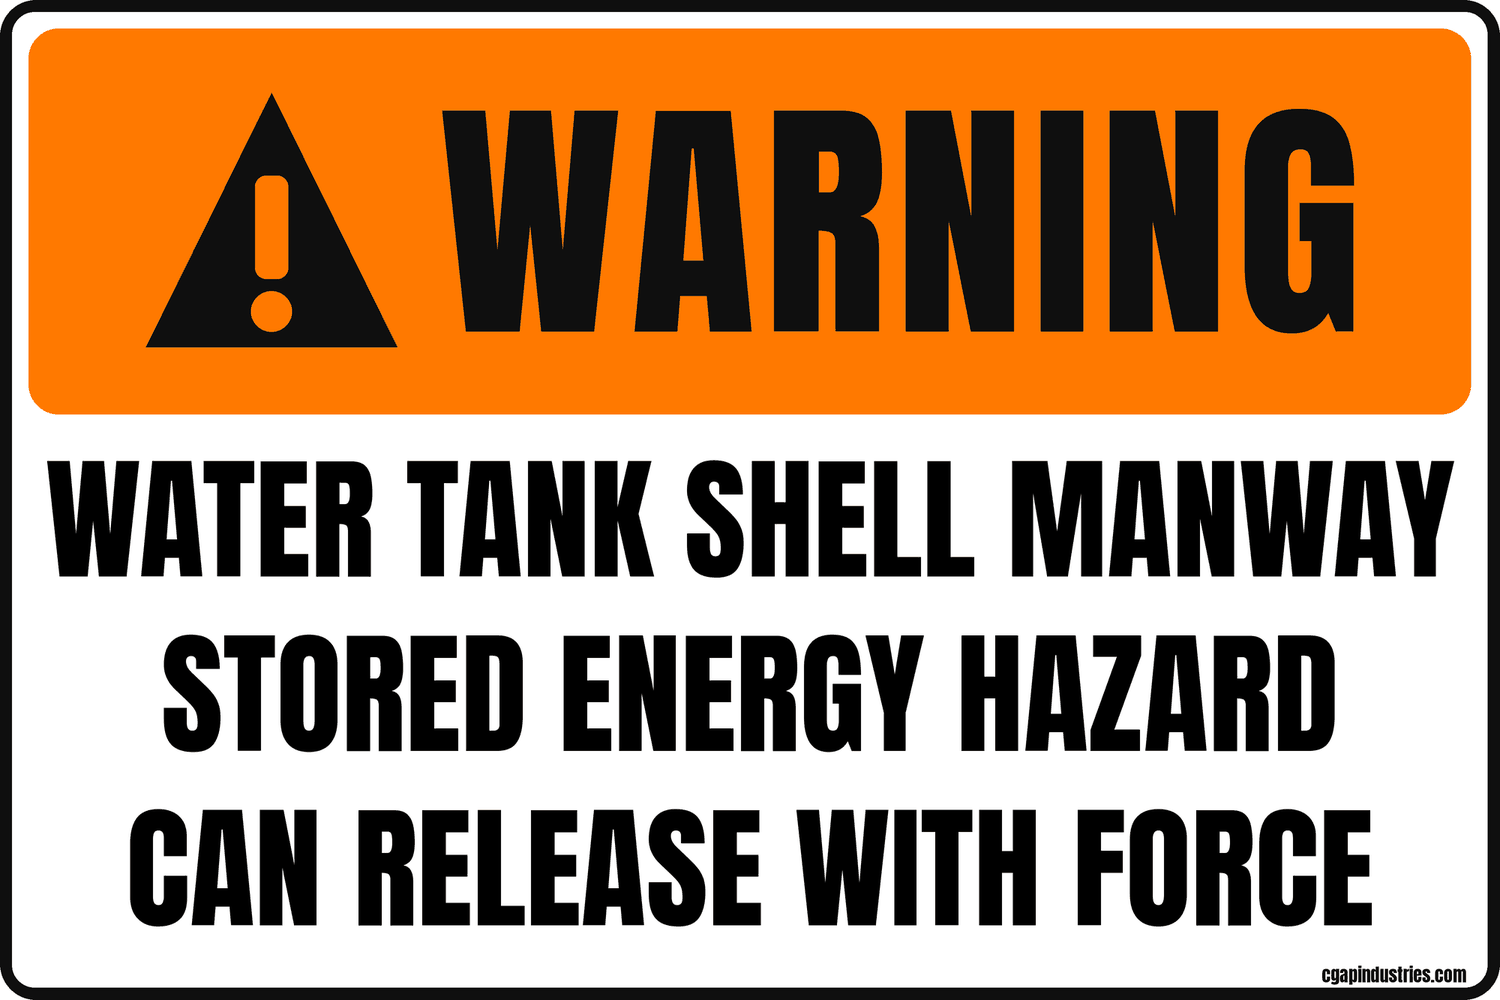 WARNING
WATER TANK SHELL MANWAY
STORED ENERGY HAZARD
CAN RELEASE WITH FORCE
cgapindustries.com